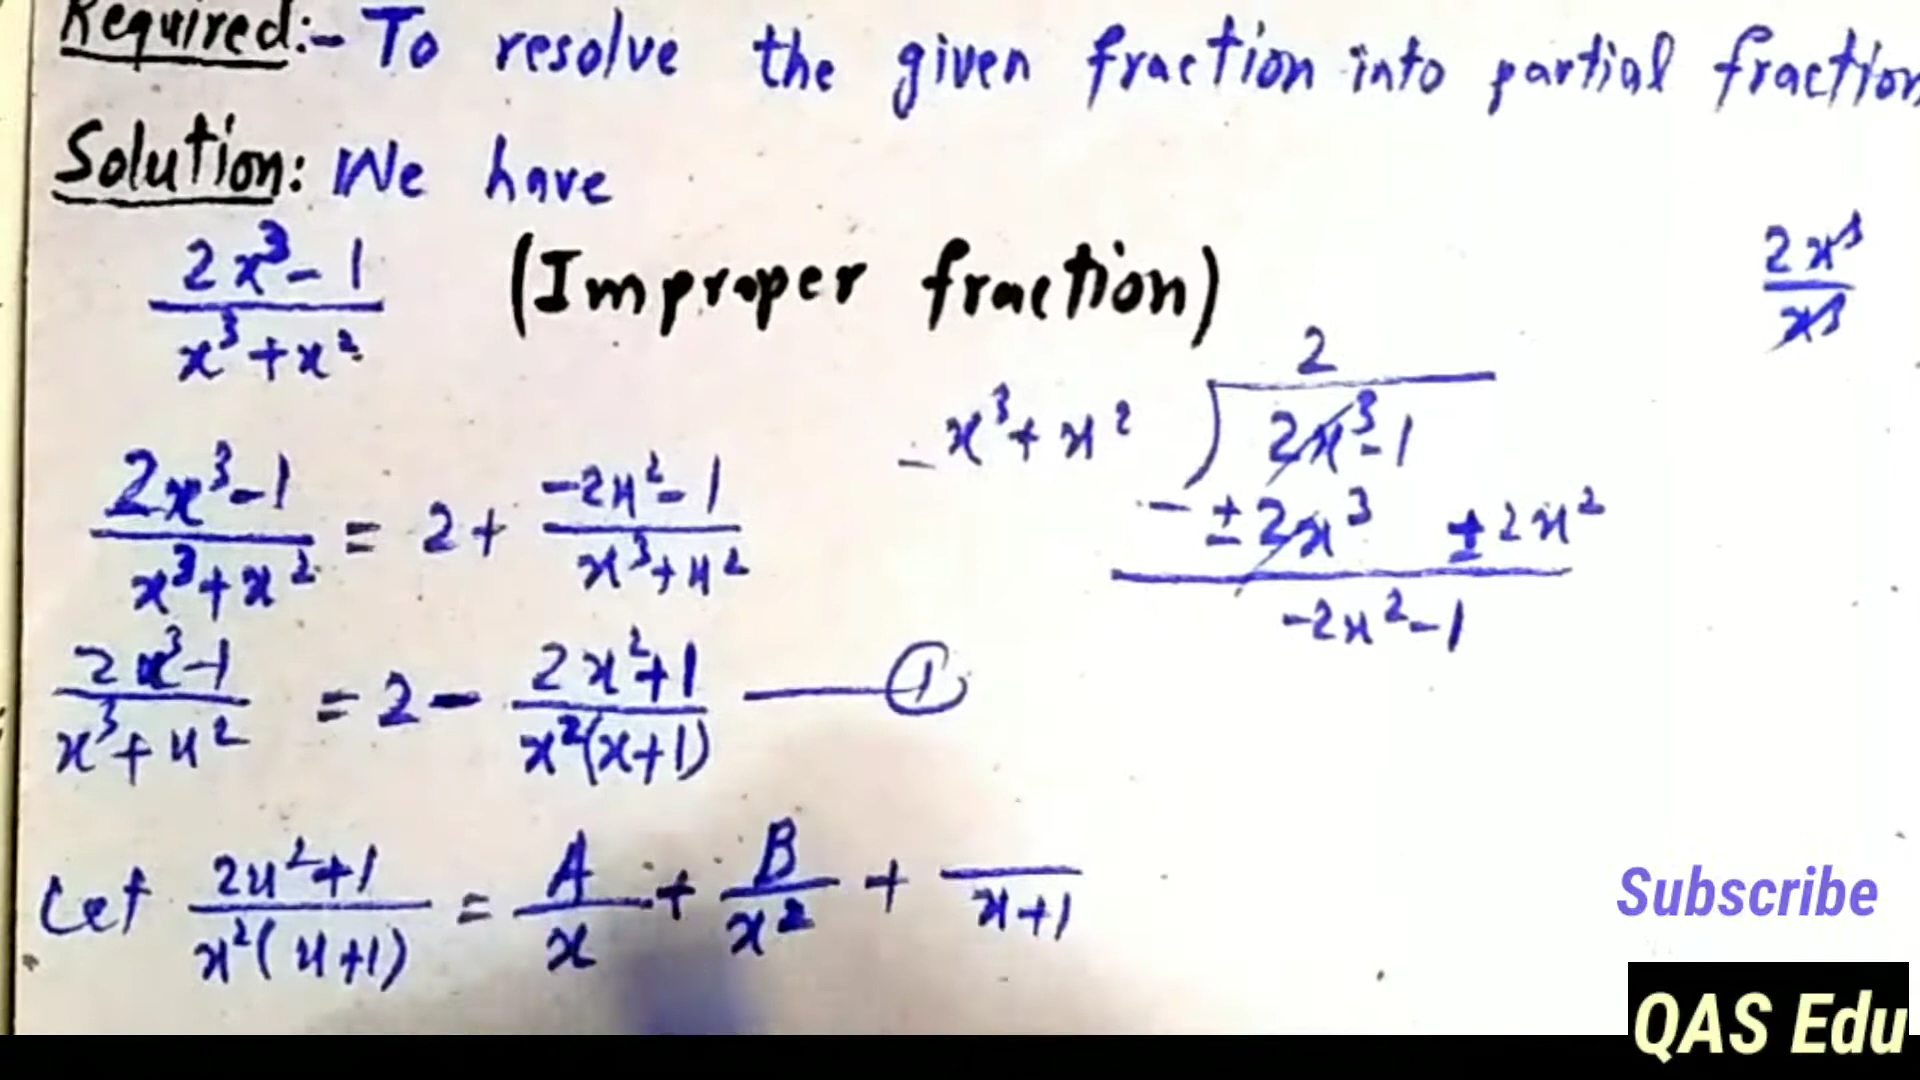 Required:- To resolve the given fraction into partial fraction
Solution: We have
2x³-1 / x³+x² (Improper fraction)
2x³ / x³
2
x³+x² ) 2x³-1
- ±2x³ ±2x²
-2x²-1
2x³-1 / x³+x² = 2 + -2x²-1 / x³+x²
2x³-1 / x³+x² = 2 - 2x²+1 / x²(x+1) —— ①
Let 2x²+1 / x²(x+1) = A/x + B/x² + /x+1
Subscribe
QAS Edu